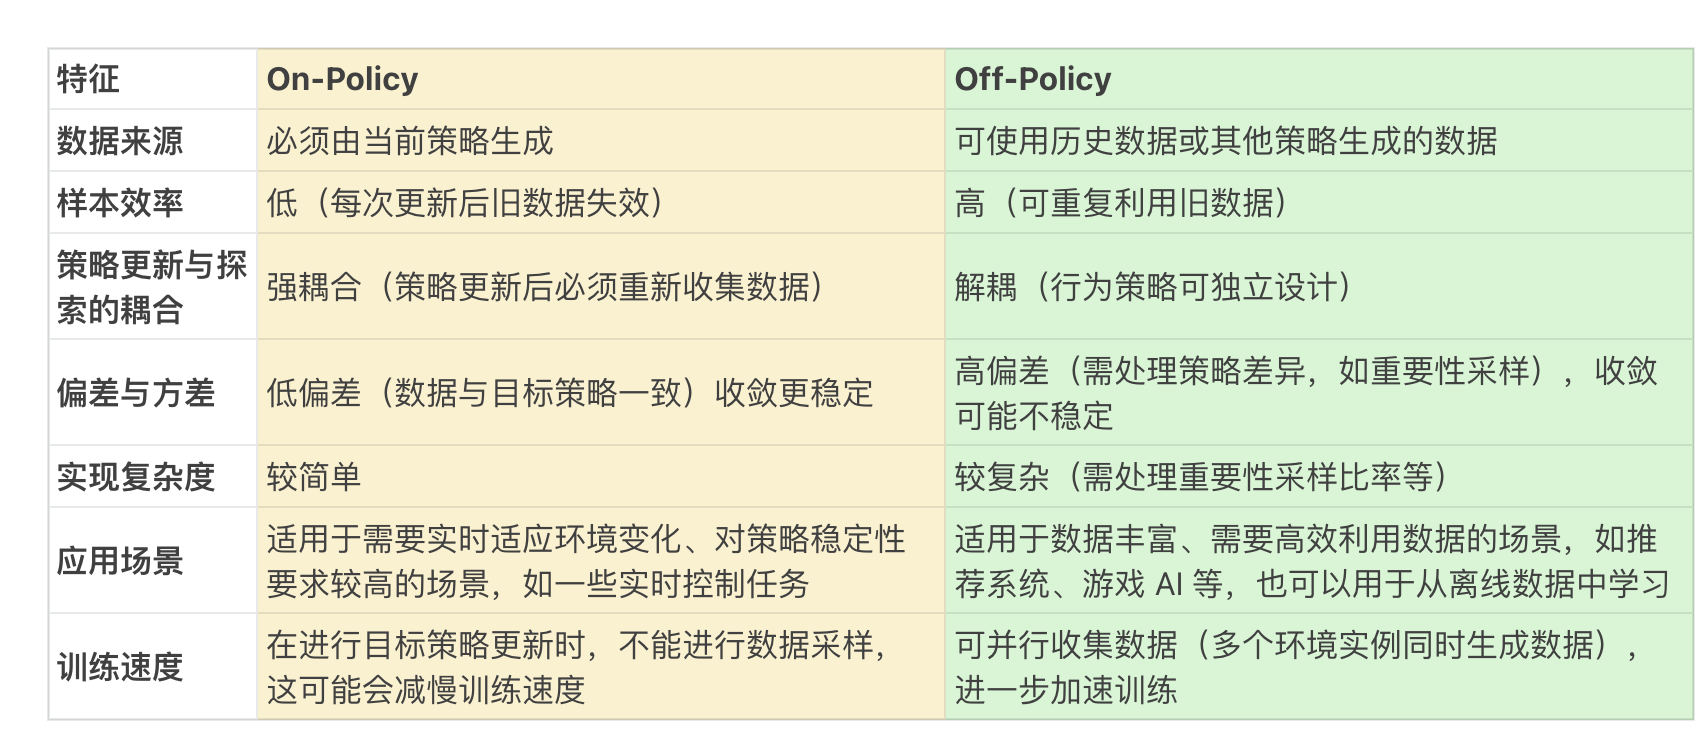 特征
On-Policy
Off-Policy
数据来源
必须由当前策略生成
可使用历史数据或其他策略生成的数据
样本效率
低（每次更新后旧数据失效）
高（可重复利用旧数据）
策略更新与探
索的耦合
强耦合（策略更新后必须重新收集数据）
解耦（行为策略可独立设计）
偏差与方差
低偏差（数据与目标策略一致）收敛更稳定
高偏差（需处理策略差异，如重要性采样），收敛
可能不稳定
实现复杂度
较简单
较复杂（需处理重要性采样比率等）
应用场景
适用于需要实时适应环境变化、对策略稳定性
要求较高的场景，如一些实时控制任务
适用于数据丰富、需要高效利用数据的场景，如推
荐系统、游戏 AI 等，也可以用于从离线数据中学习
训练速度
在进行目标策略更新时，不能进行数据采样，
这可能会减慢训练速度
可并行收集数据（多个环境实例同时生成数据），
进一步加速训练